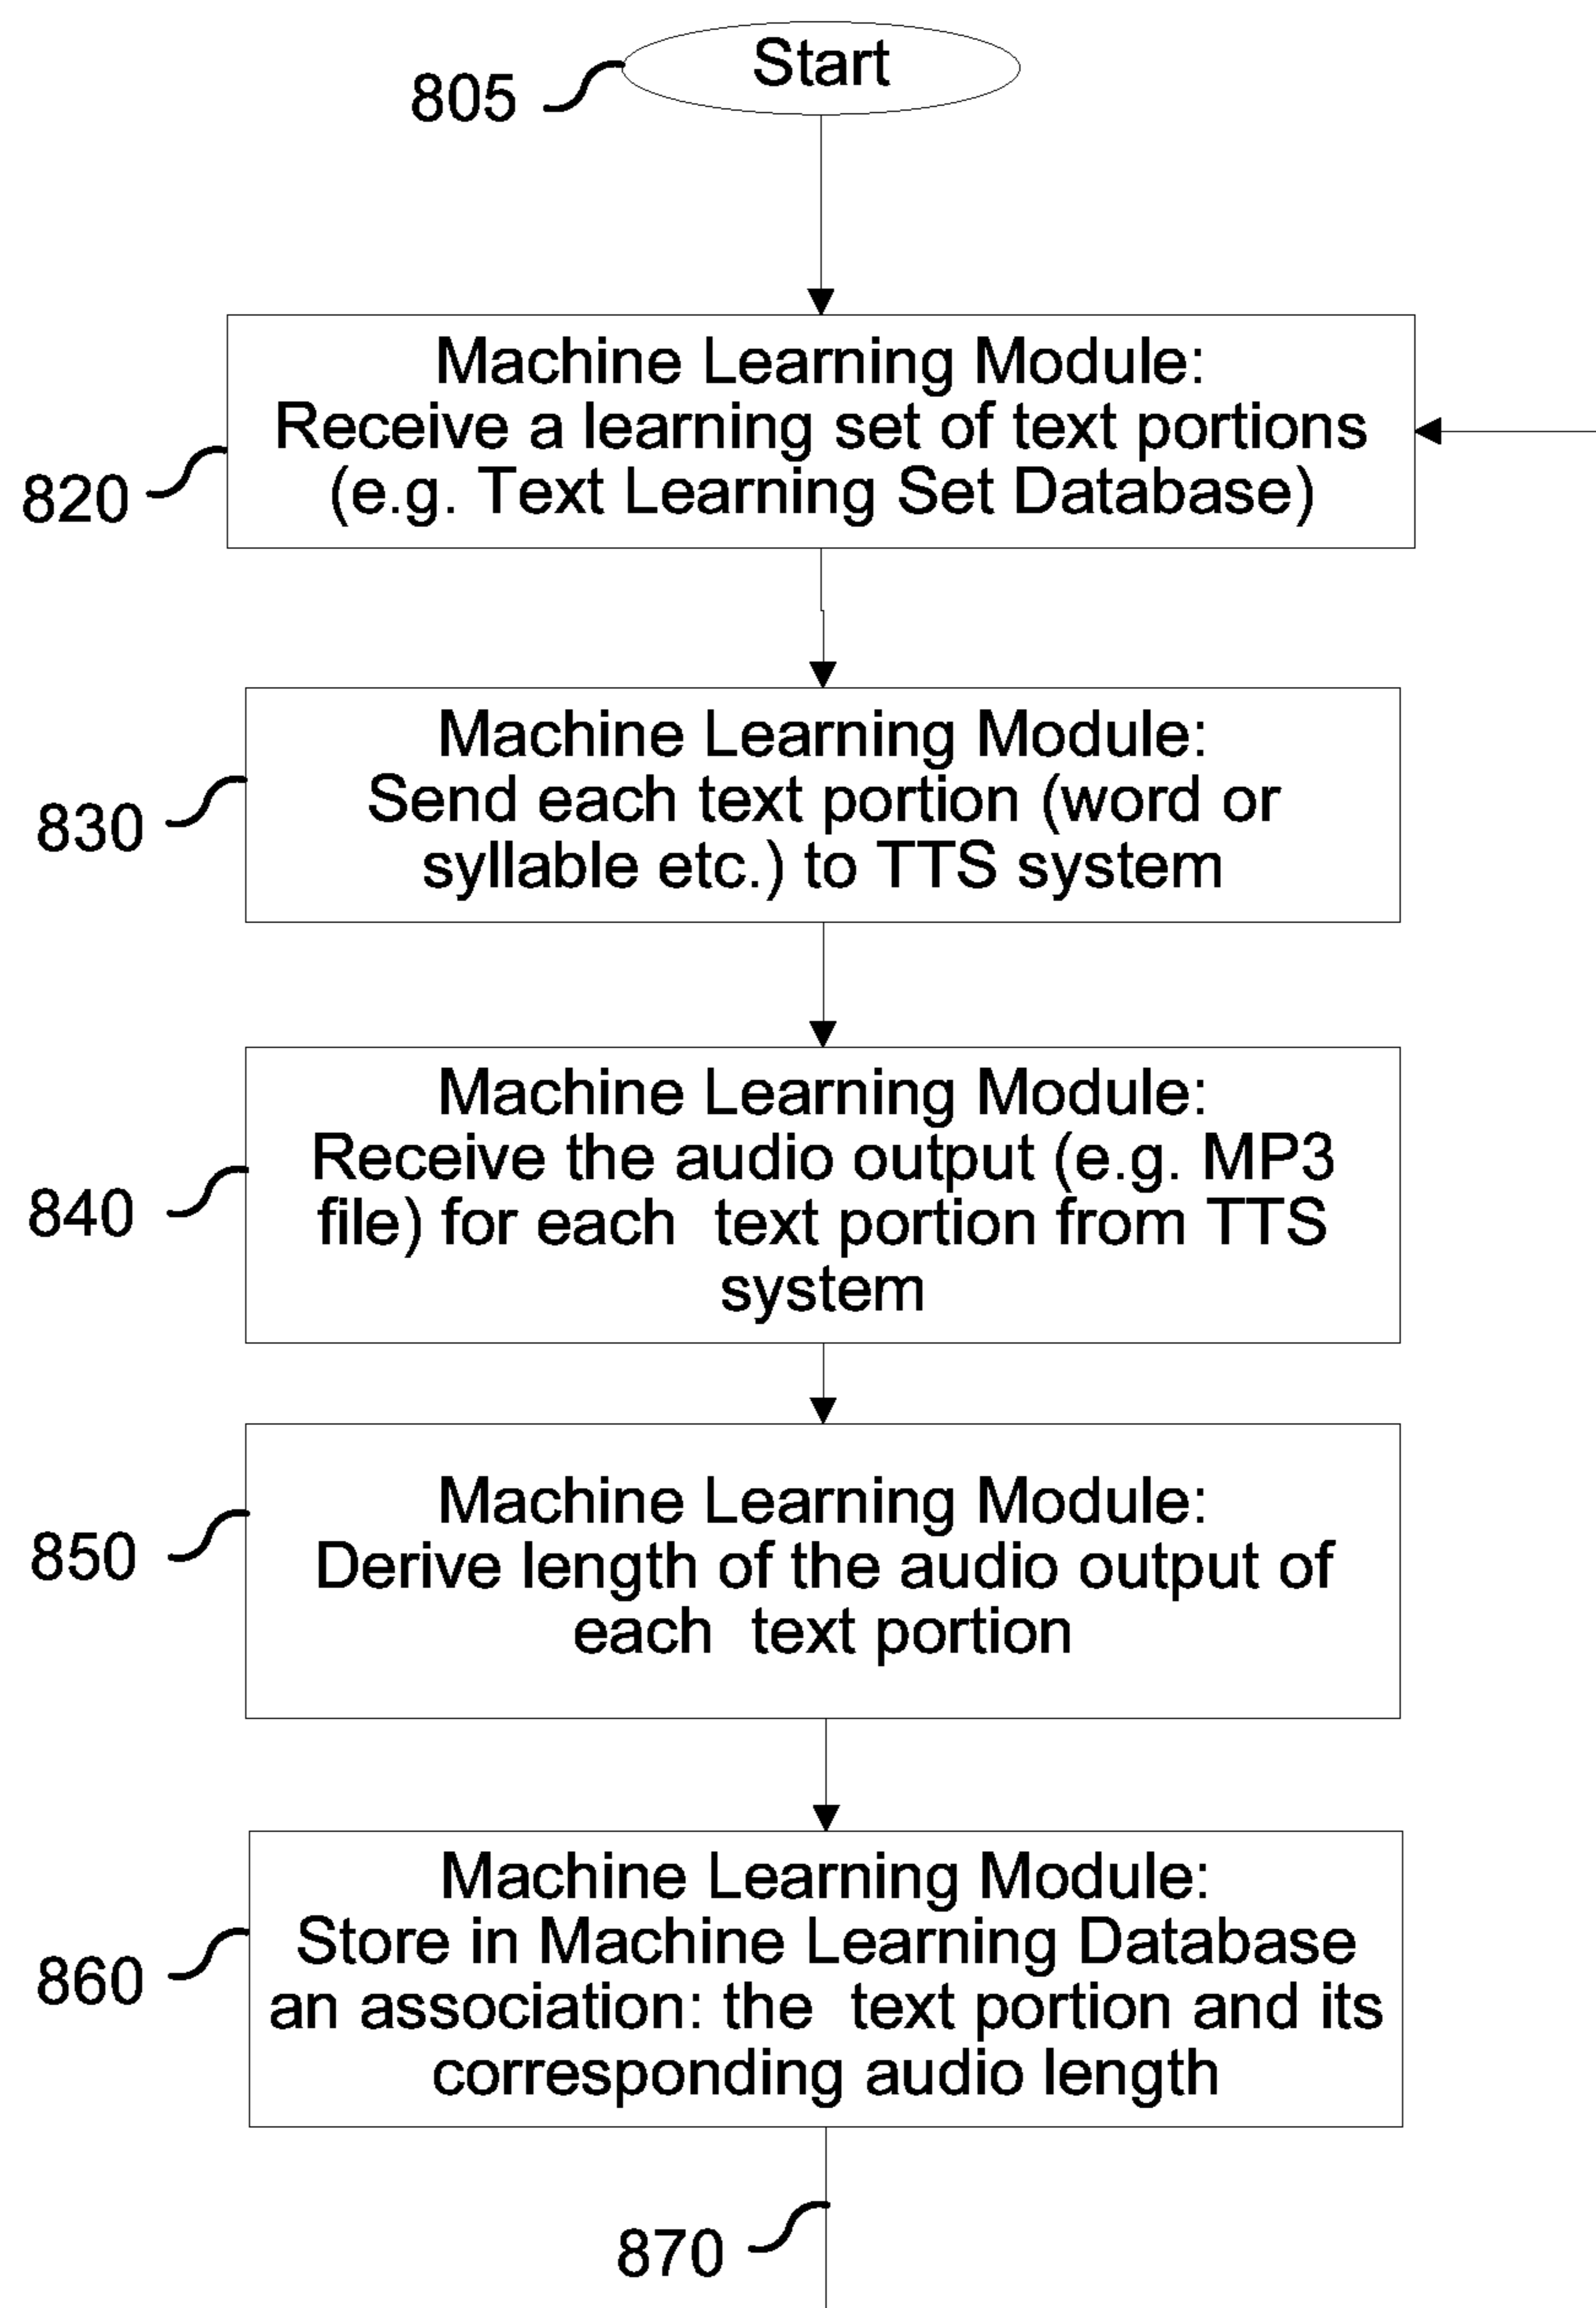 Start
805
Machine Learning Module:
Receive a learning set of text portions
(e.g. Text Learning Set Database)
820
Machine Learning Module:
Send each text portion (word or
syllable etc.) to TTS system
830
Machine Learning Module:
Receive the audio output (e.g. MP3
file) for each text portion from TTS
system
840
Machine Learning Module:
Derive length of the audio output of
each text portion
850
Machine Learning Module:
Store in Machine Learning Database
an association: the text portion and its
corresponding audio length
860
870